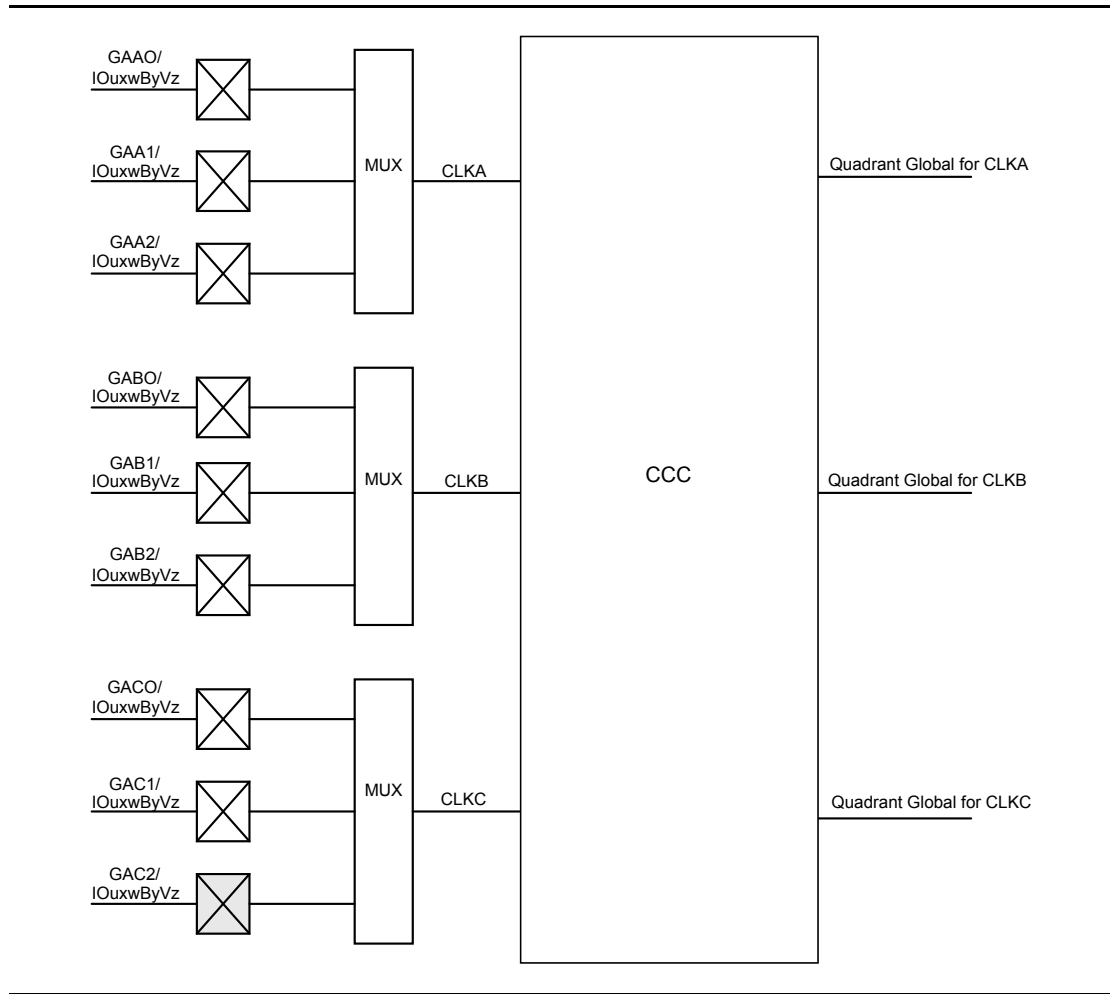 GAAO/
IOuxwByVz
GAA1/
IOuxwByVz
GAA2/
IOuxwByVz
MUX
CLKA
Quadrant Global for CLKA
GABO/
IOuxwByVz
GAB1/
IOuxwByVz
GAB2/
IOuxwByVz
MUX
CLKB
CCC
Quadrant Global for CLKB
GACO/
IOuxwByVz
GAC1/
IOuxwByVz
GAC2/
IOuxwByVz
MUX
CLKC
Quadrant Global for CLKC